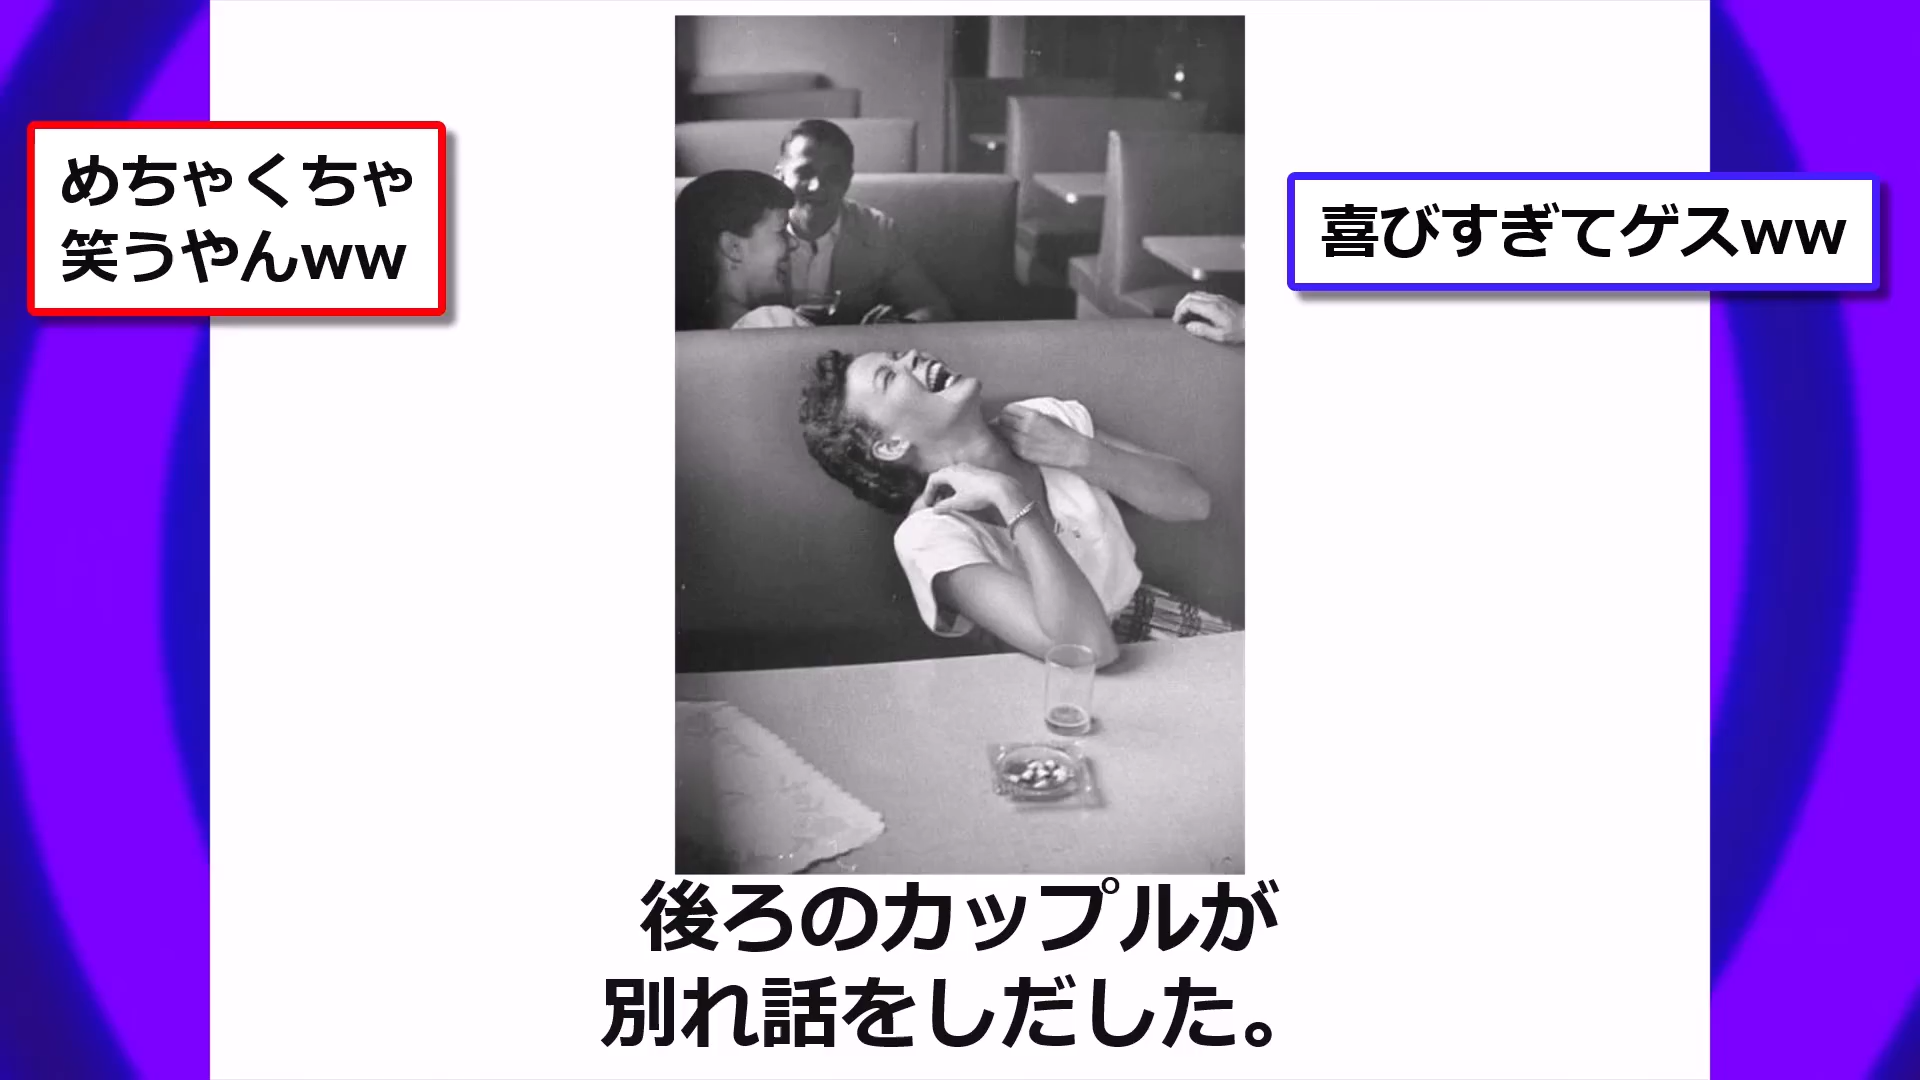 めちゃくちゃ
笑うやんww
喜びすぎてゲスww
後ろのカップルが
別れ話をしだした。